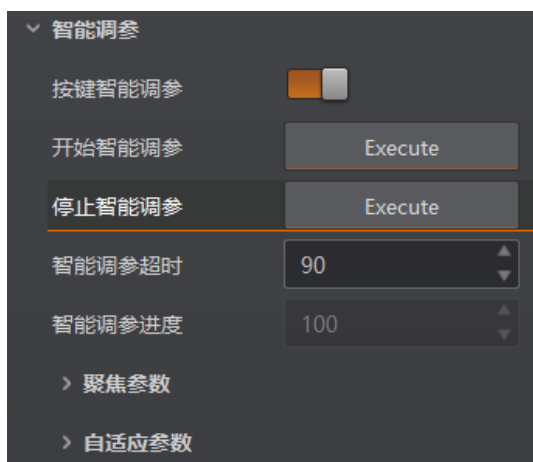 智能调参
按键智能调参
开始智能调参 Execute
停止智能调参 Execute
智能调参超时 90
智能调参进度 100
聚焦参数
自适应参数